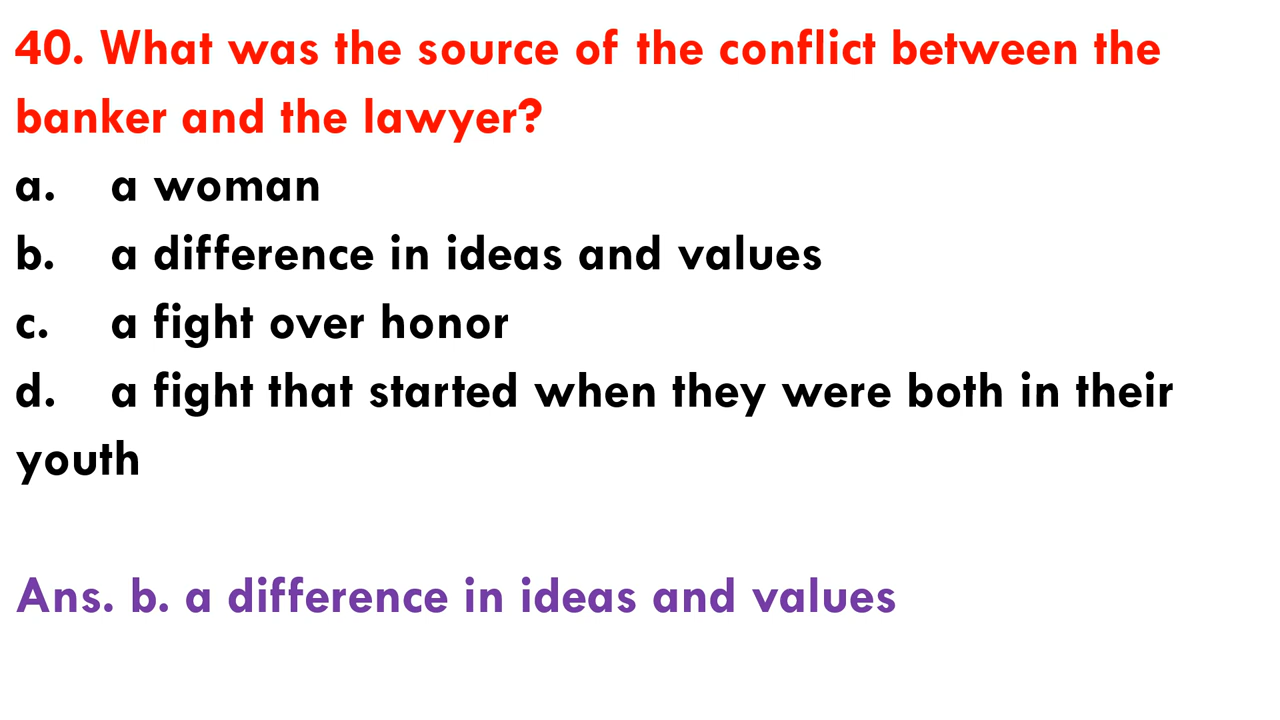 40. What was the source of the conflict between the
banker and the lawyer?
a. a woman
b. a difference in ideas and values
c. a fight over honor
d. a fight that started when they were both in their
youth
Ans. b. a difference in ideas and values